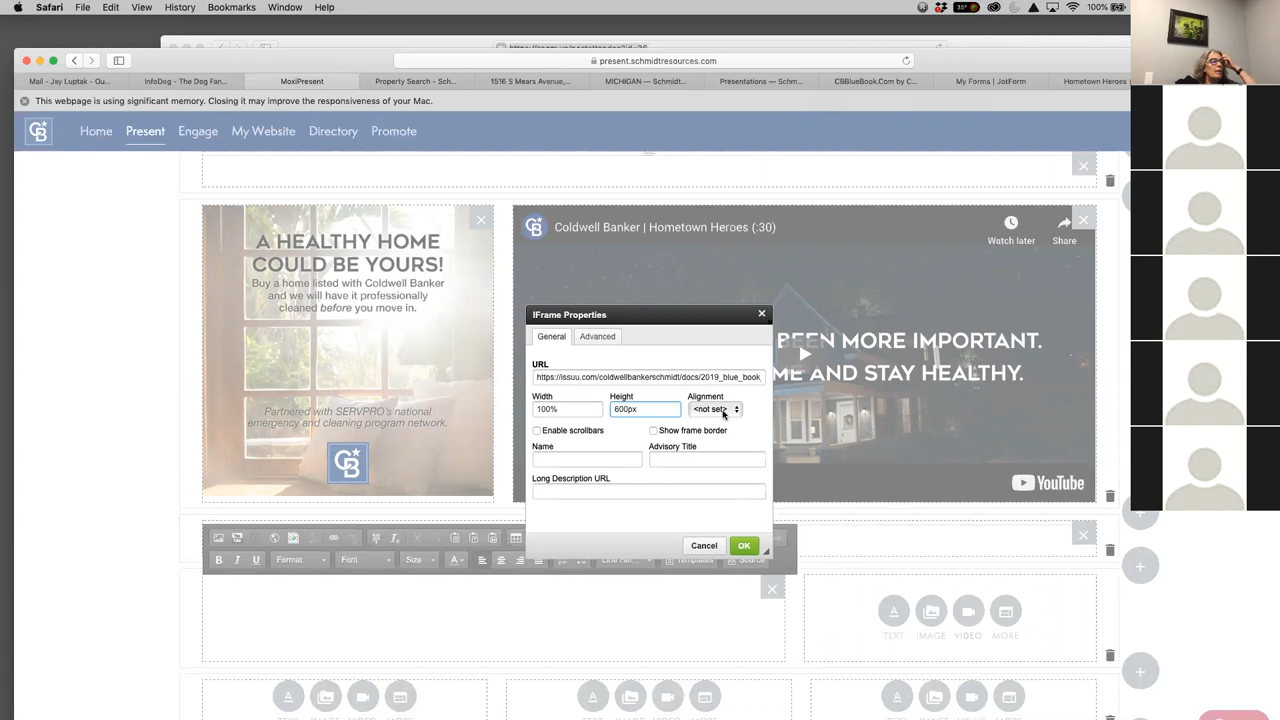 Safari File Edit View History Bookmarks Window Help
35° 100%
present.schmidtresources.com
Mail - Jay Luptak - Ou... InfoDog - The Dog Fan... MoxiPresent Property Search - Sch... 1516 S Mears Avenue,... MICHIGAN — Schmidt... Presentations — Schm... CBBlueBook.Com by C... My Forms | JotForm Hometown Heroes
This webpage is using significant memory. Closing it may improve the responsiveness of your Mac.
CB Home Present Engage My Website Directory Promote
A HEALTHY HOME
COULD BE YOURS!
Buy a home listed with Coldwell Banker
and we will have it professionally
cleaned before you move in.
Partnered with SERVPRO's national
emergency and cleaning program network.
CB
CB Coldwell Banker | Hometown Heroes (:30)
Watch later Share
BEEN MORE IMPORTANT.
ME AND STAY HEALTHY.
YouTube
IFrame Properties
General Advanced
URL
https://issuu.com/coldwellbankerschmidt/docs/2019_blue_book_
Width Height Alignment
100% 600px <not set>
Enable scrollbars Show frame border
Name Advisory Title
Long Description URL
Cancel OK
B I U Format Font Size A Templates Source
TEXT IMAGE VIDEO MORE